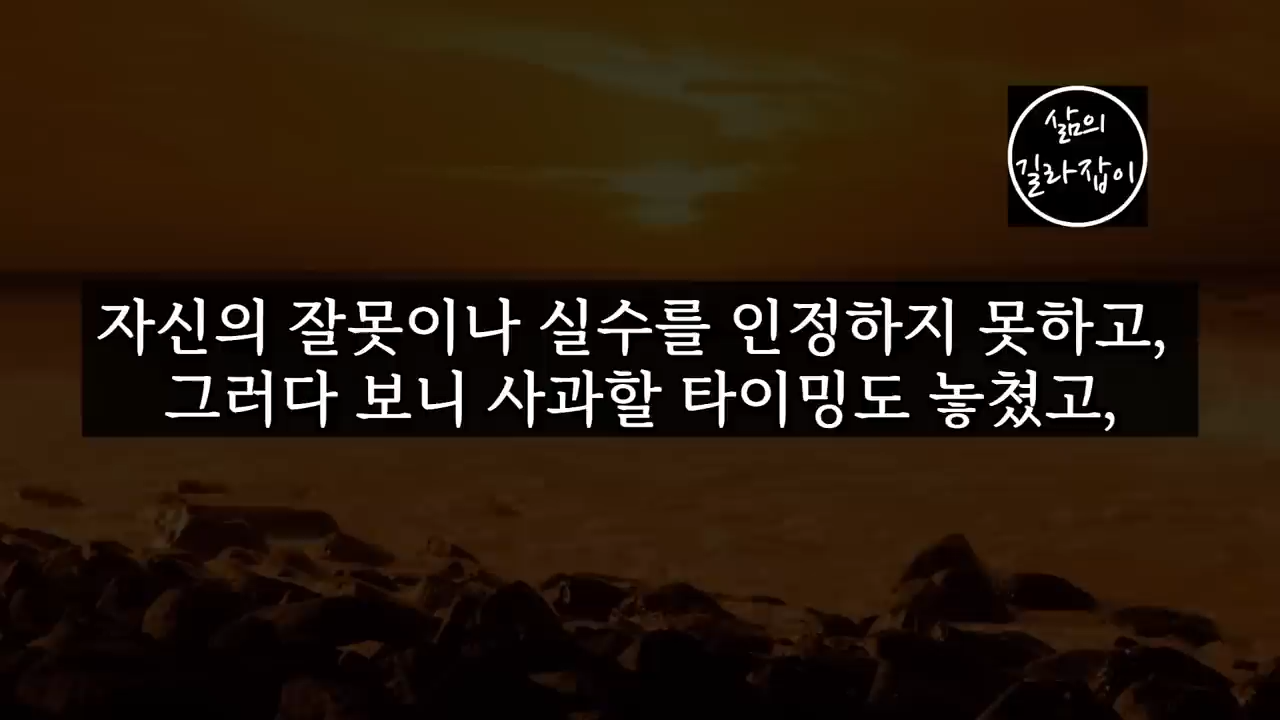 삶의
길라잡이
자신의 잘못이나 실수를 인정하지 못하고,
그러다 보니 사과할 타이밍도 놓쳤고,